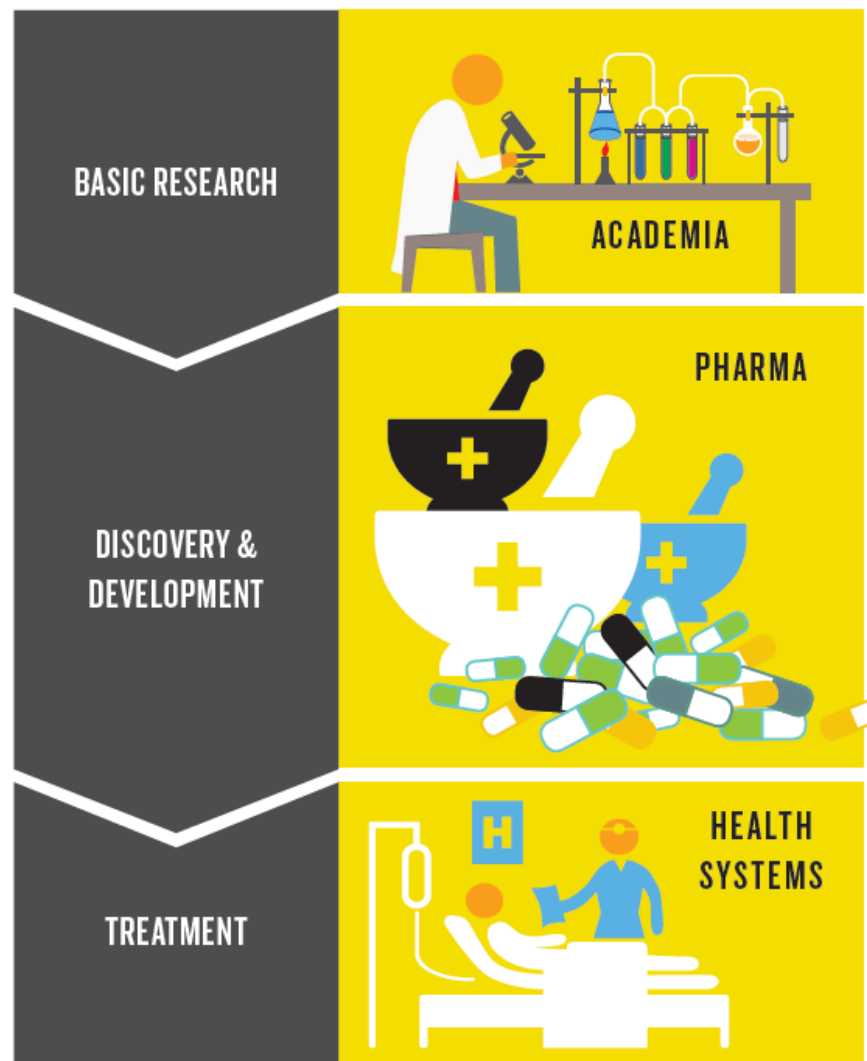 BASIC RESEARCH
ACADEMIA
PHARMA
DISCOVERY &
DEVELOPMENT
H
HEALTH
SYSTEMS
TREATMENT